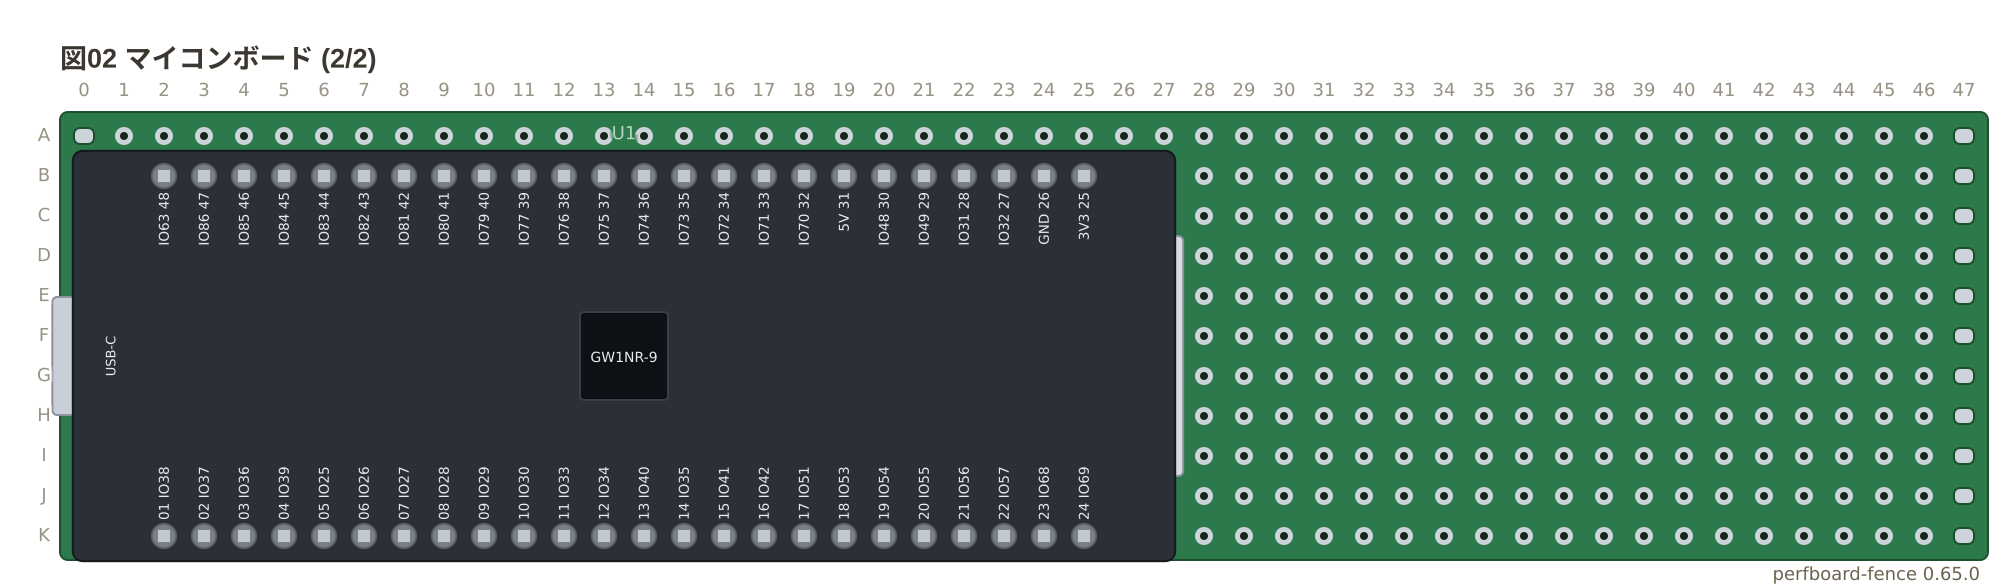 図02 マイコンボード (2/2)
0 1 2 3 4 5 6 7 8 9 10 11 12 13 14 15 16 17 18 19 20 21 22 23 24 25 26 27 28 29 30 31 32 33 34 35 36 37 38 39 40 41 42 43 44 45 46 47
A
U1
B
IO63 48
IO86 47
IO85 46
IO84 45
IO83 44
IO82 43
IO81 42
IO80 41
IO79 40
IO77 39
IO76 38
IO75 37
IO74 36
IO73 35
IO72 34
IO71 33
IO70 32
5V 31
IO48 30
IO49 29
IO31 28
IO32 27
GND 26
3V3 25
C
D
E
F
USB-C
GW1NR-9
G
H
I
J
01 IO38
02 IO37
03 IO36
04 IO39
05 IO25
06 IO26
07 IO27
08 IO28
09 IO29
10 IO30
11 IO33
12 IO34
13 IO40
14 IO35
15 IO41
16 IO42
17 IO51
18 IO53
19 IO54
20 IO55
21 IO56
22 IO57
23 IO68
24 IO69
K
perfboard-fence 0.65.0